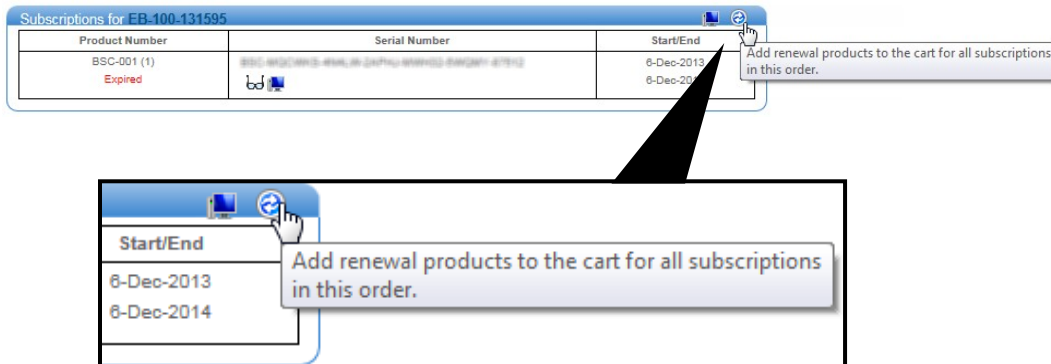 Subscriptions for EB-100-131595
Product Number Serial Number Start/End
BSC-001 (1) 6-Dec-2013
Expired
Add renewal products to the cart for all subscriptions
in this order.
Start/End
6-Dec-2013
6-Dec-2014
Add renewal products to the cart for all subscriptions
in this order.